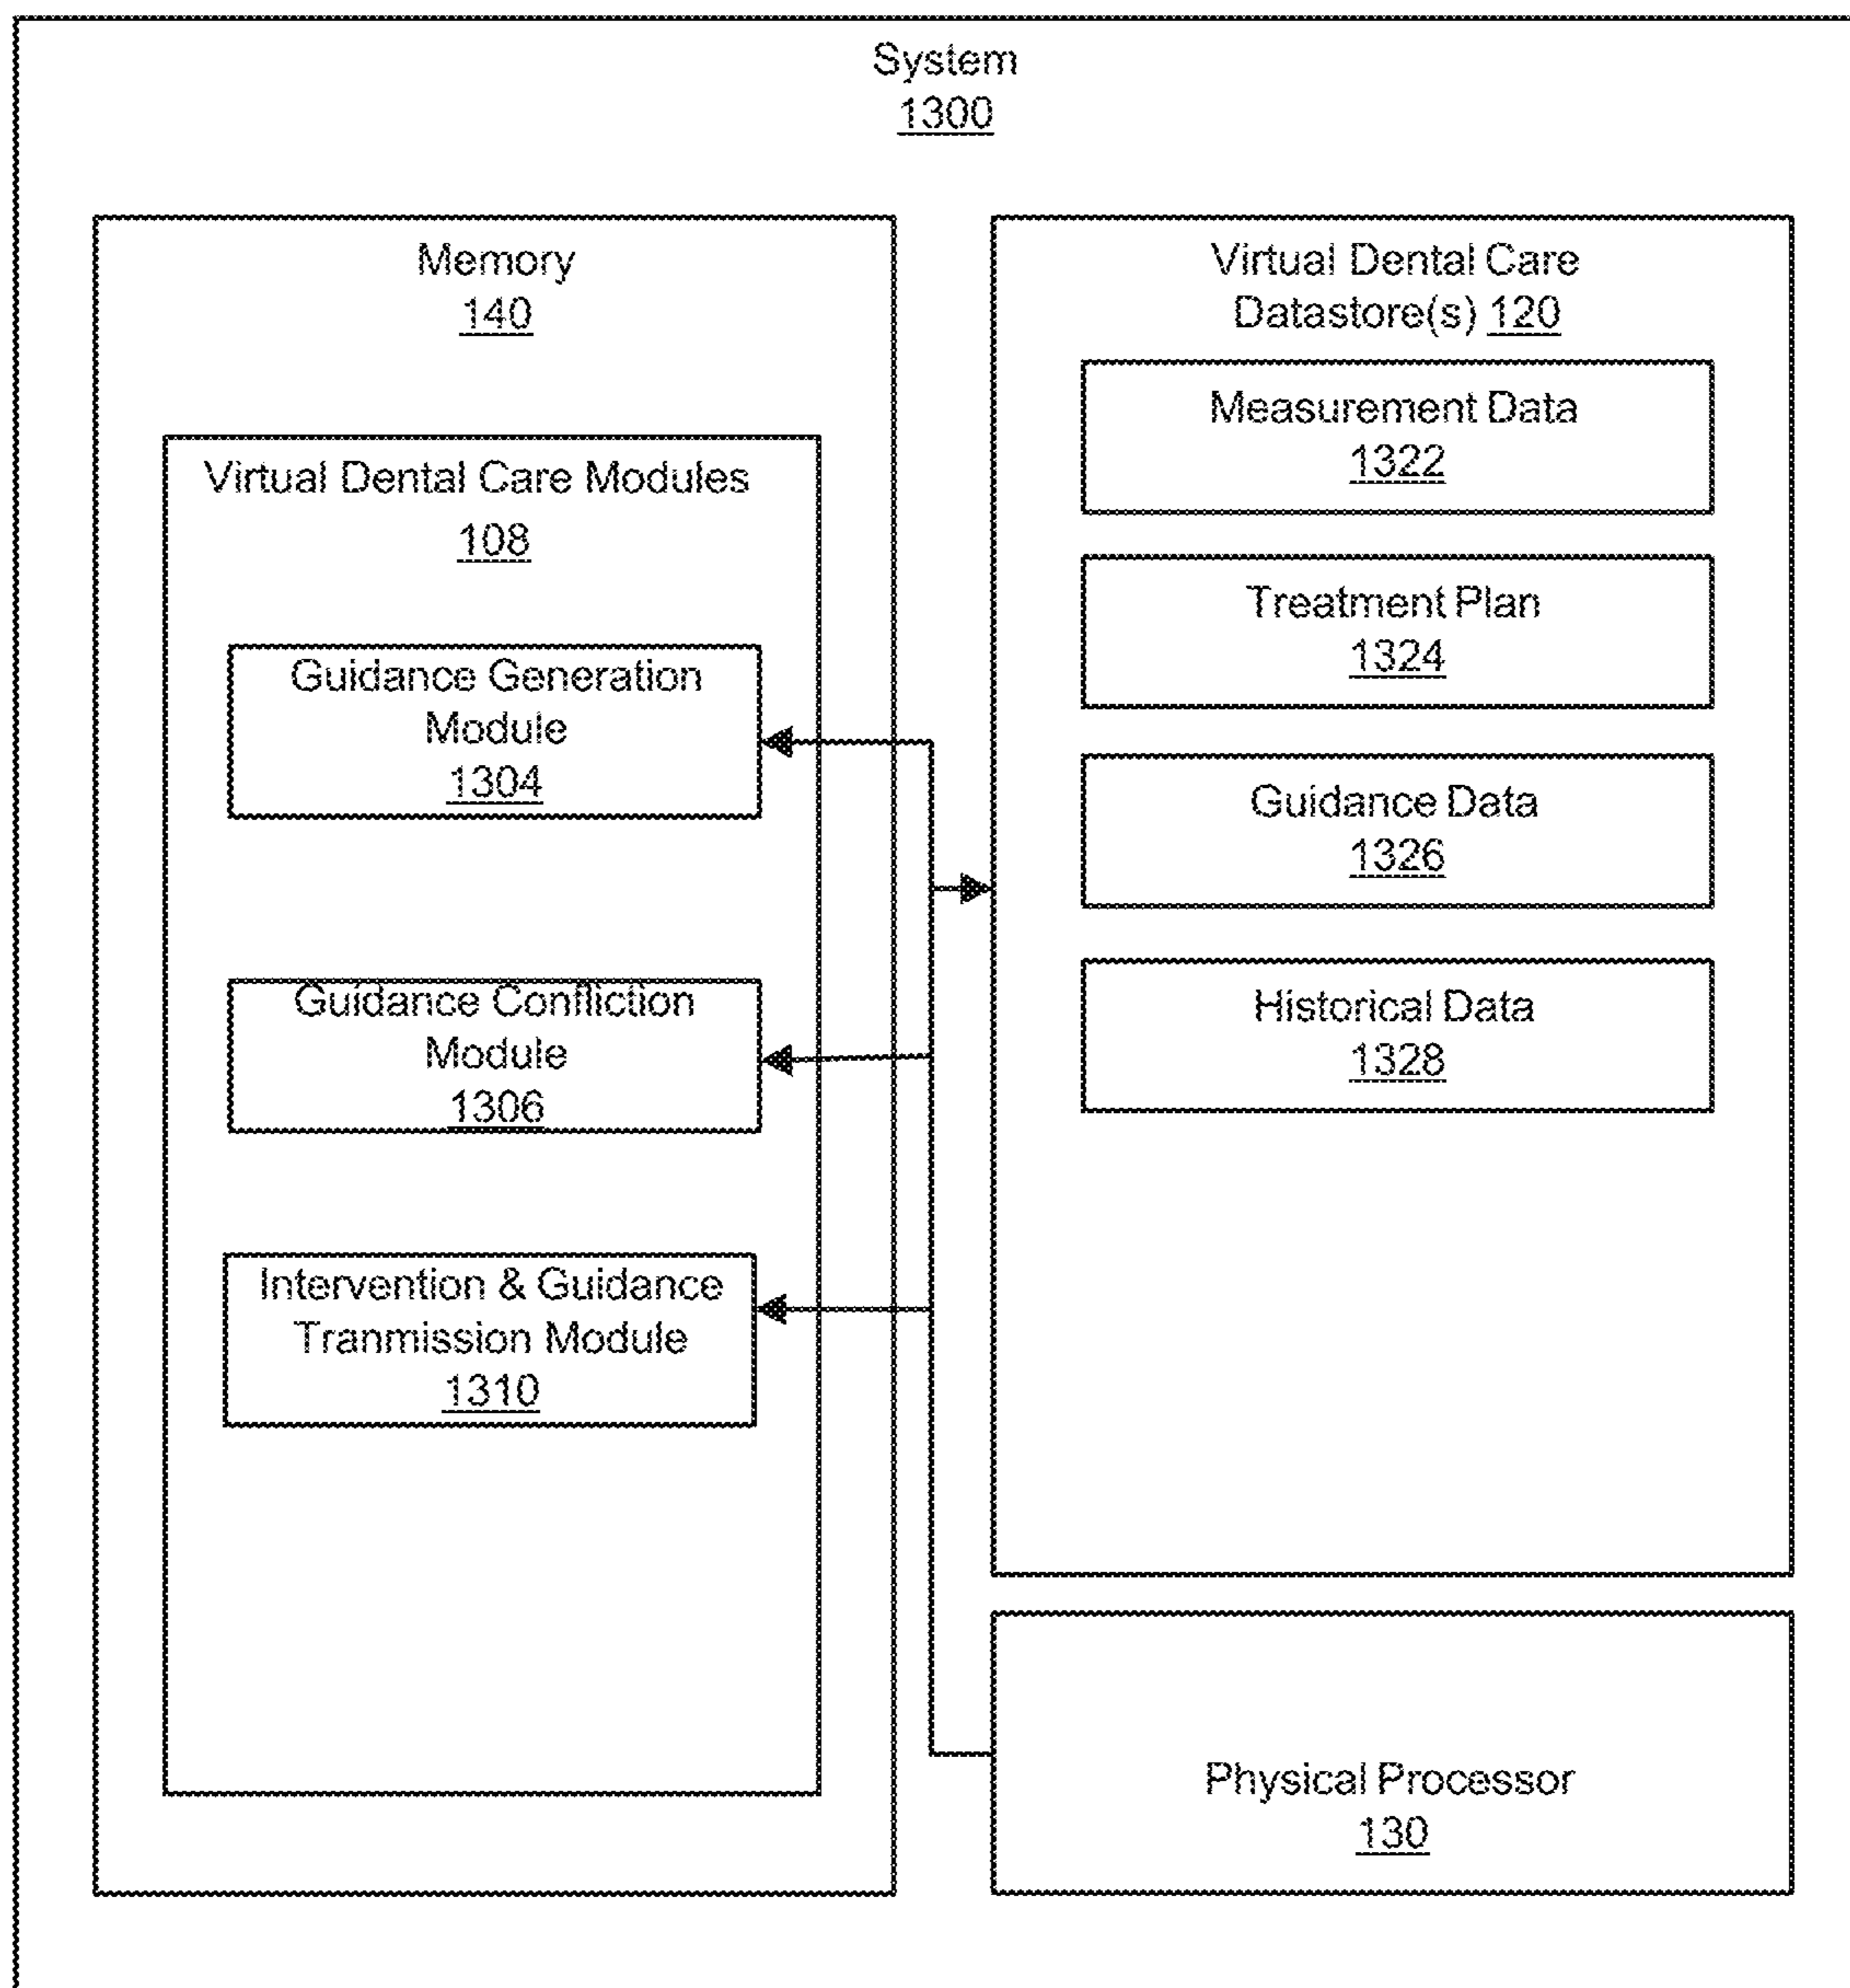 System
1300
Memory
140
Virtual Dental Care Modules
108
Guidance Generation
Module
1304
Guidance Confliction
Module
1306
Intervention & Guidance
Tranmission Module
1310
Virtual Dental Care
Datastore(s) 120
Measurement Data
1322
Treatment Plan
1324
Guidance Data
1326
Historical Data
1328
Physical Processor
130